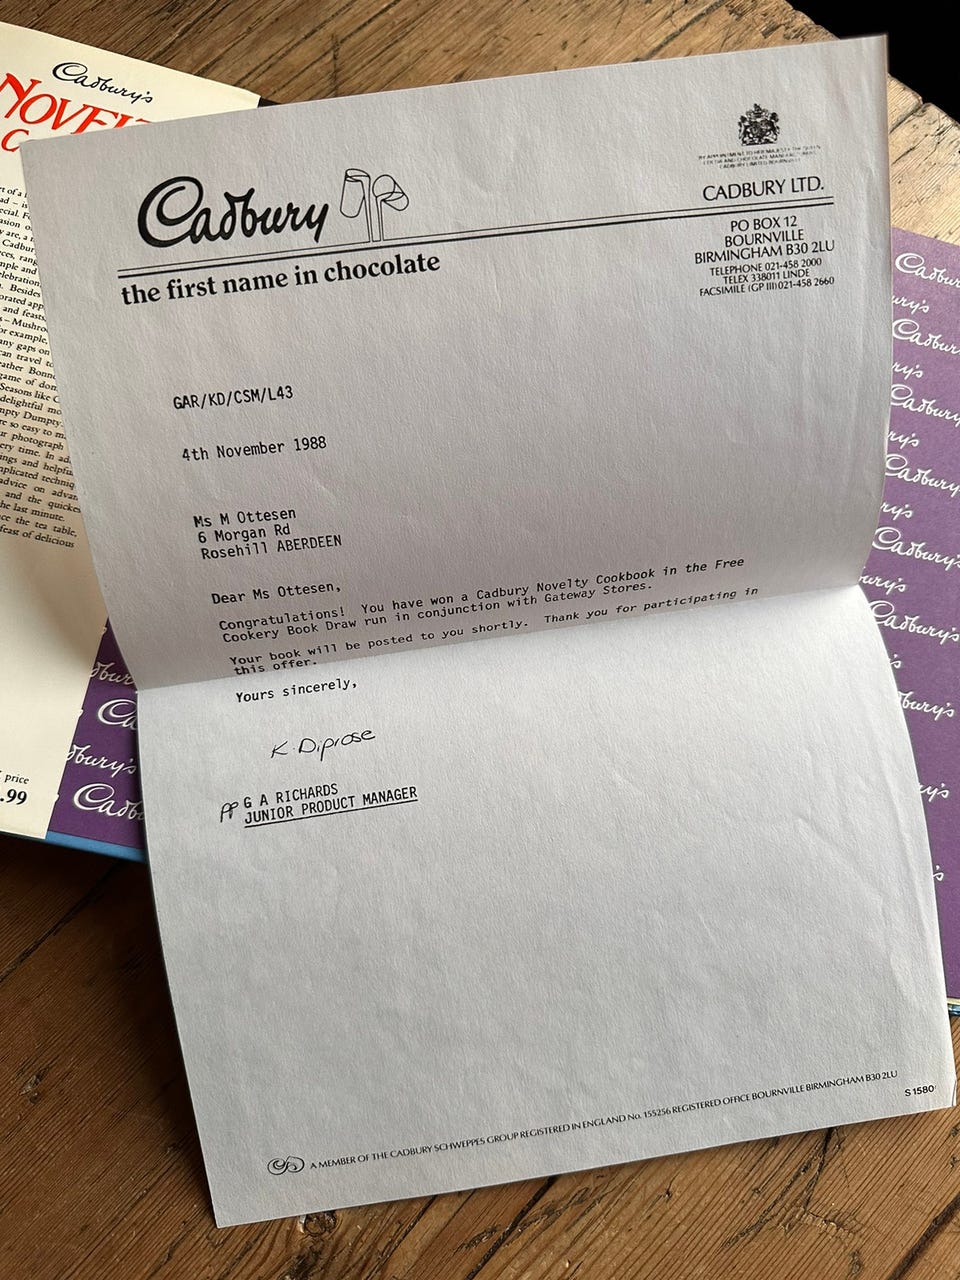 Cadbury's
NOVEL
C
Cadbury
the first name in chocolate
BY APPOINTMENT TO HER MAJESTY THE QUEEN
COCOA AND CHOCOLATE MANUFACTURERS
CADBURY LIMITED BOURNVILLE
CADBURY LTD.
PO BOX 12
BOURNVILLE
BIRMINGHAM B30 2LU
TELEPHONE 021-458 2000
TELEX 338011 LINDE
FACSIMILE (GP III) 021-458 2660
GAR/KD/CSM/L43
4th November 1988
Ms M Ottesen
6 Morgan Rd
Rosehill ABERDEEN
Dear Ms Ottesen,
Congratulations! You have won a Cadbury Novelty Cookbook in the Free
Cookery Book Draw run in conjunction with Gateway Stores.
Your book will be posted to you shortly. Thank you for participating in
this offer.
Yours sincerely,
K. Diprose
pp G A RICHARDS
JUNIOR PRODUCT MANAGER
A MEMBER OF THE CADBURY SCHWEPPES GROUP REGISTERED IN ENGLAND No. 155256 REGISTERED OFFICE BOURNVILLE BIRMINGHAM B30 2LU
S 1580
price
.99
Cadbury's
Cadbury's
Cadbury's
Cadbury's
Cadbury's
Cadbury's